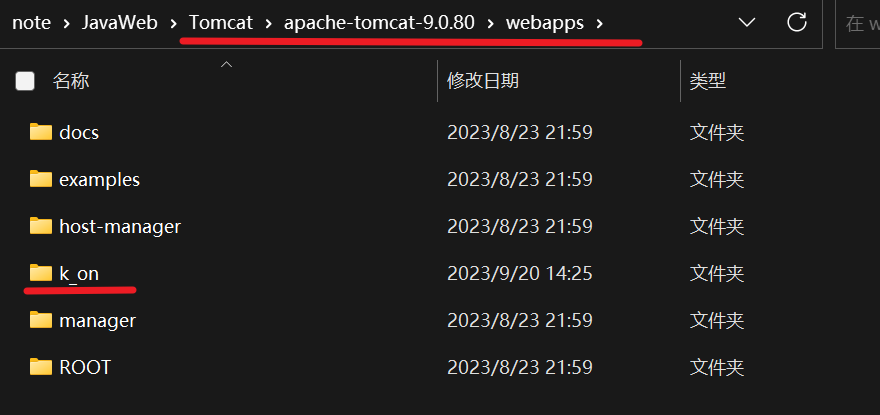 note > JavaWeb > Tomcat > apache-tomcat-9.0.80 > webapps >
在 w
名称 修改日期 类型
docs 2023/8/23 21:59 文件夹
examples 2023/8/23 21:59 文件夹
host-manager 2023/8/23 21:59 文件夹
k_on 2023/9/20 14:25 文件夹
manager 2023/8/23 21:59 文件夹
ROOT 2023/8/23 21:59 文件夹